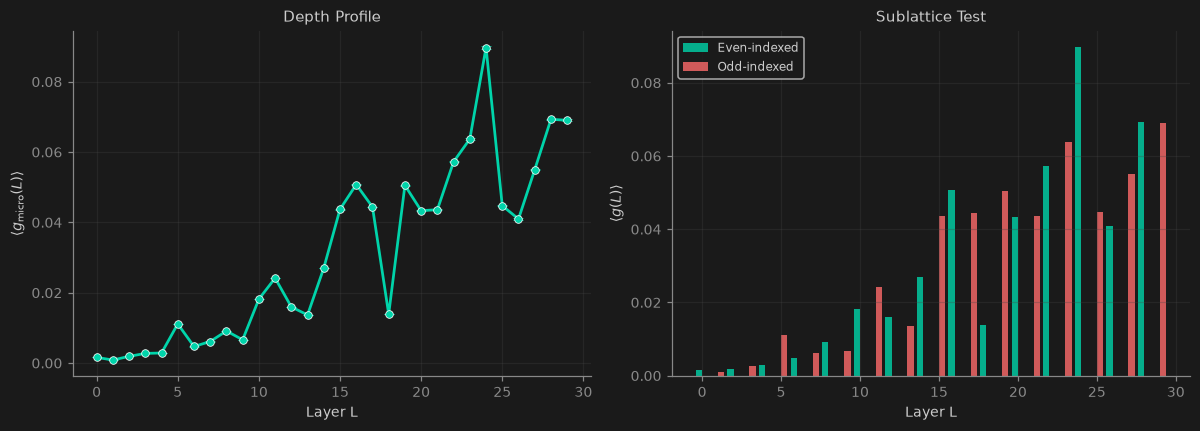 Depth Profile
⟨g_micro(L)⟩
0.08
0.06
0.04
0.02
0.00
0 5 10 15 20 25 30
Layer L
Sublattice Test
Even-indexed
Odd-indexed
⟨g(L)⟩
0.08
0.06
0.04
0.02
0.00
0 5 10 15 20 25 30
Layer L